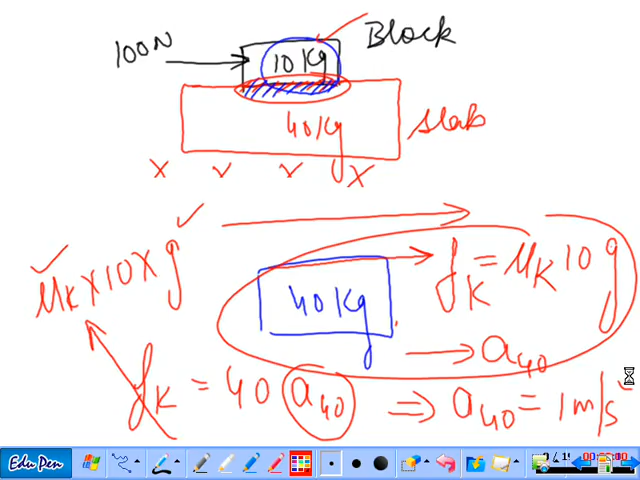 100N
10 Kg
Block
40 Kg
slab
x v v x
μK x 10 x g
40 Kg
fK = μK 10 g
→ a40
fK = 40 a40 ⇒ a40 = 1 m/s²
Edu Pen